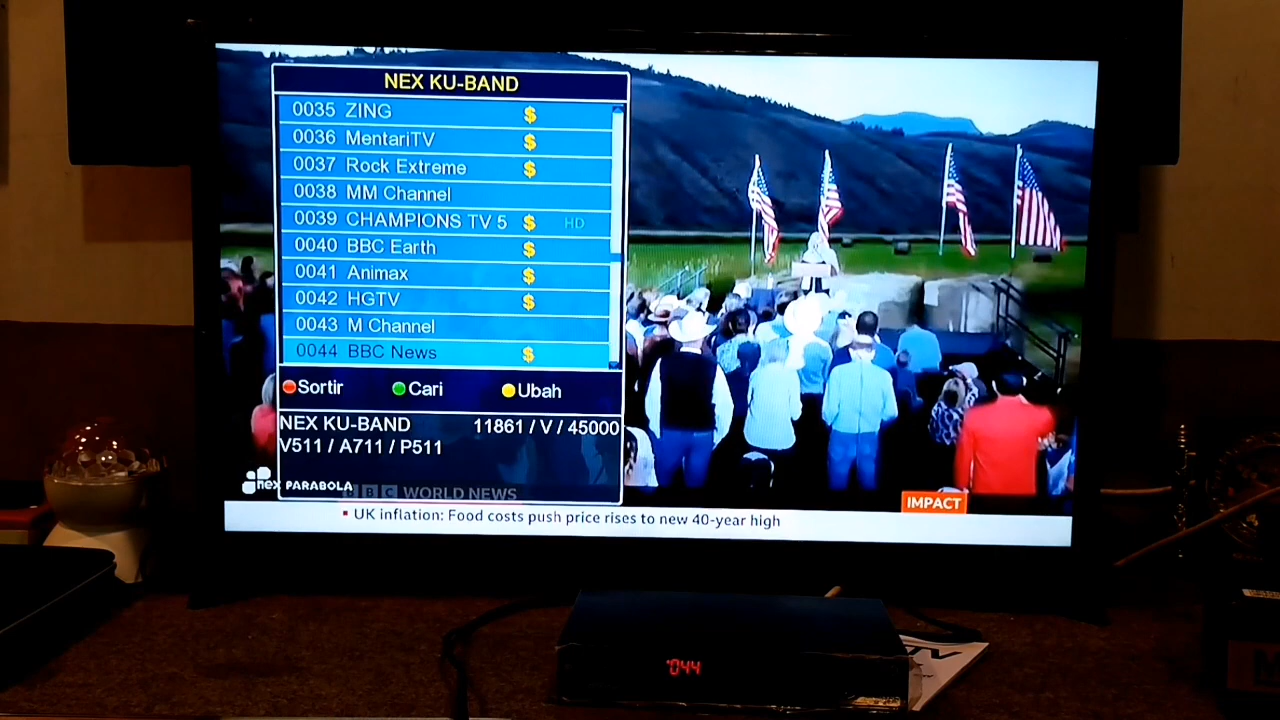 NEX KU-BAND
0035 ZING $
0036 MentariTV $
0037 Rock Extreme $
0038 MM Channel
0039 CHAMPIONS TV 5 $ HD
0040 BBC Earth $
0041 Animax $
0042 HGTV $
0043 M Channel
0044 BBC News $
Sortir Cari Ubah
NEX KU-BAND 11861 / V / 45000
V511 / A711 / P511
nex PARABOLA
BBC WORLD NEWS
IMPACT
UK inflation: Food costs push price rises to new 40-year high
044
TV